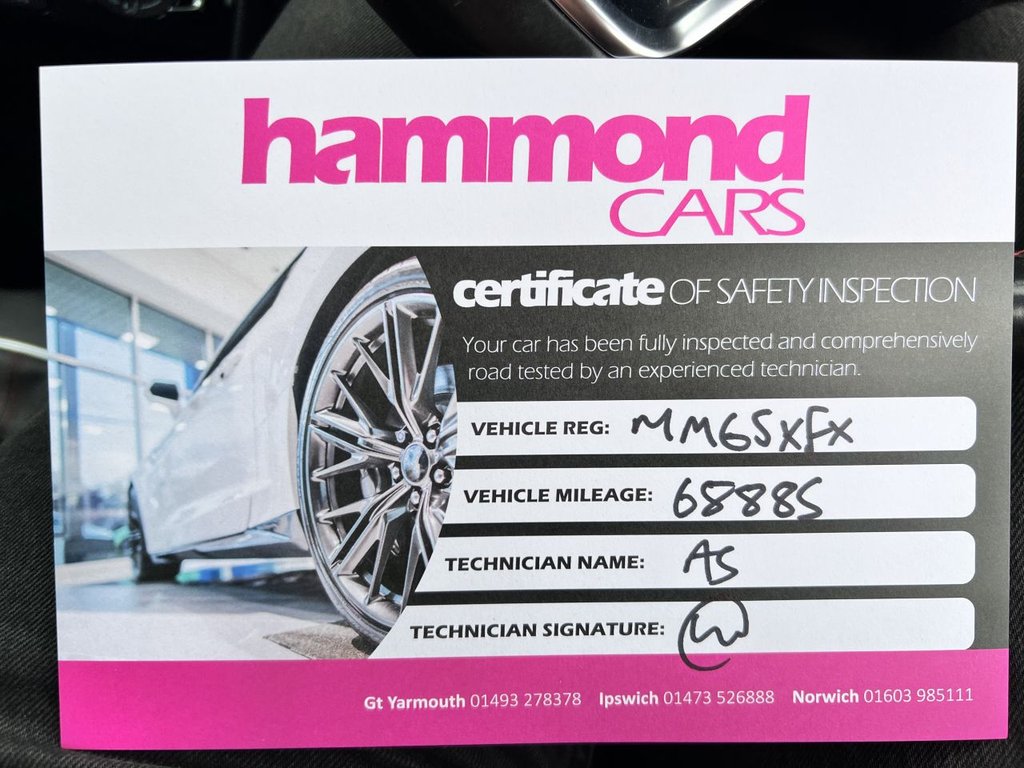 hammond
CARS
certificate OF SAFETY INSPECTION
Your car has been fully inspected and comprehensively
road tested by an experienced technician.
VEHICLE REG: MM65XFX
VEHICLE MILEAGE: 68885
TECHNICIAN NAME: AS
TECHNICIAN SIGNATURE:
Gt Yarmouth 01493 278378 Ipswich 01473 526888 Norwich 01603 985111